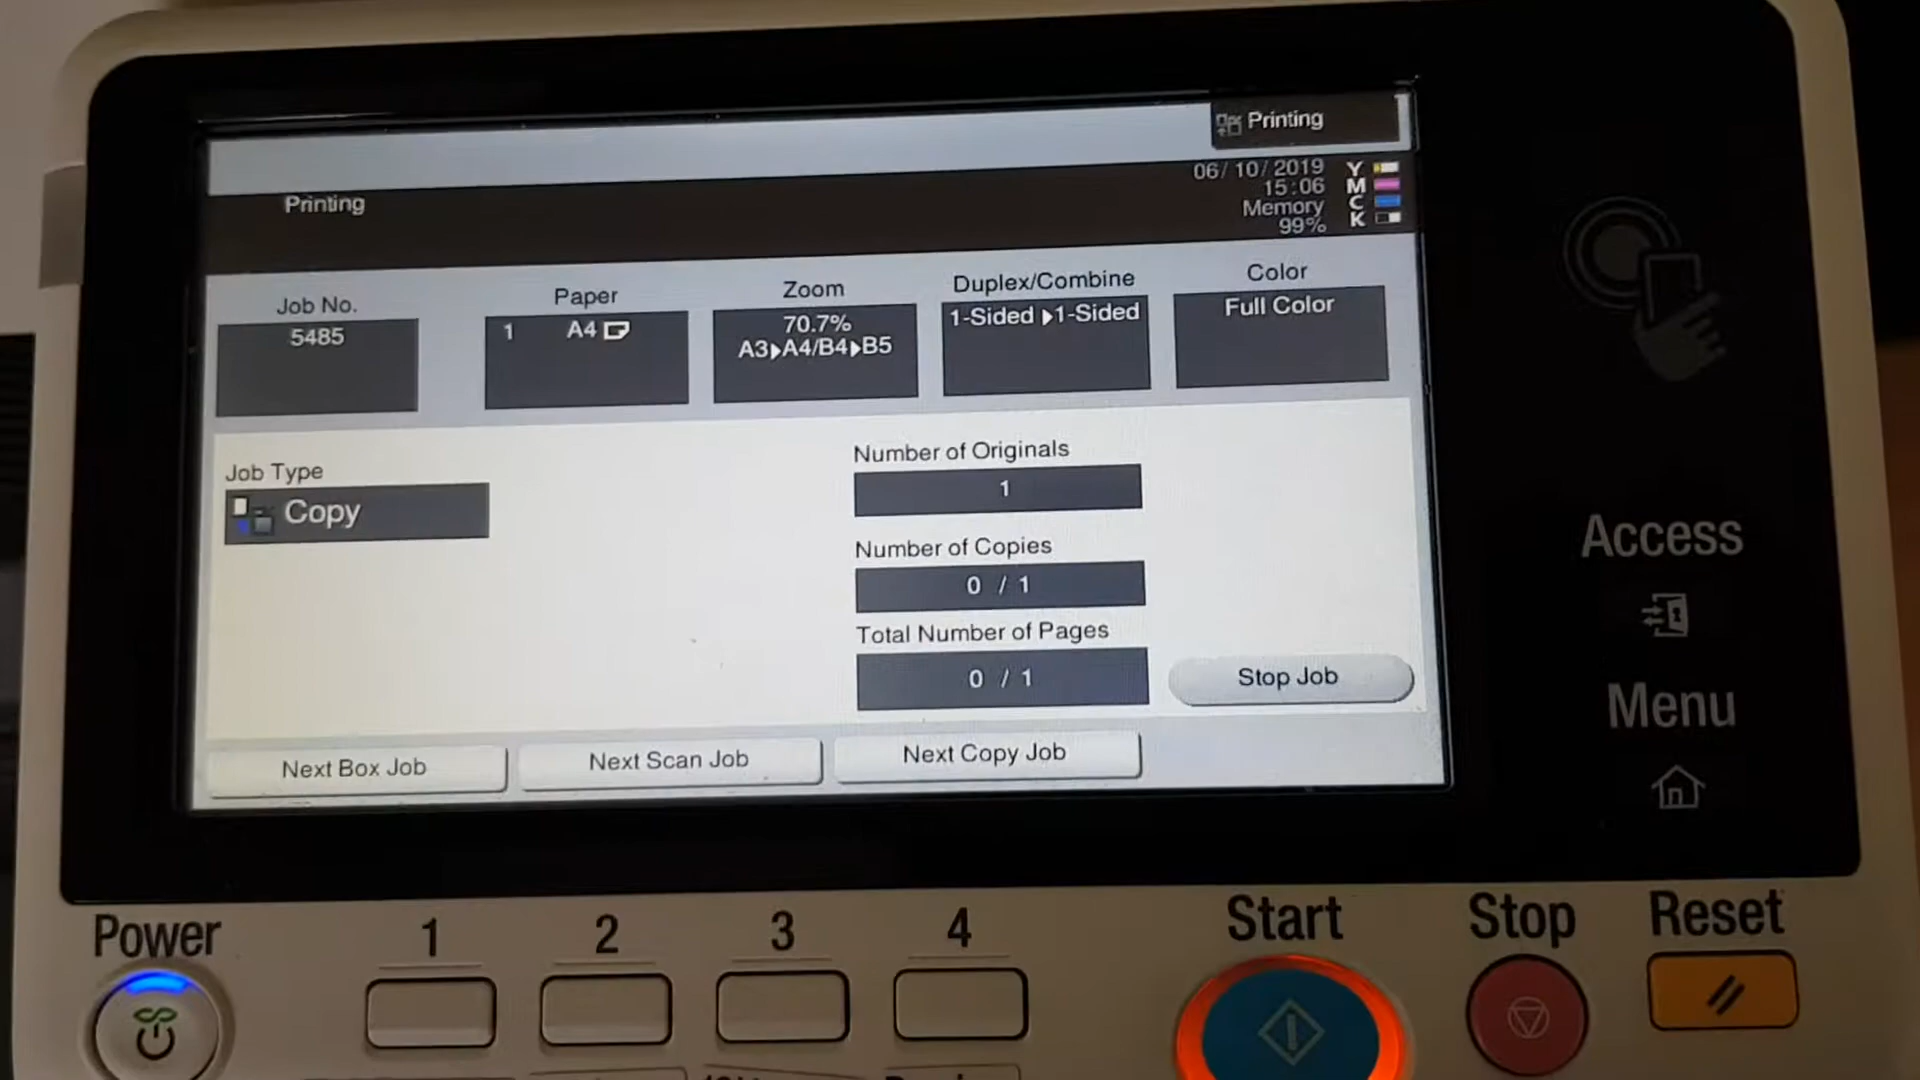 Printing
06/10/2019 Y
15:06 M
Memory C
99% K
Printing
Job No.
5485
Paper
1 A4
Zoom
70.7%
A3▶A4/B4▶B5
Duplex/Combine
1-Sided ▶1-Sided
Color
Full Color
Job Type
Copy
Number of Originals
1
Number of Copies
0 / 1
Total Number of Pages
0 / 1
Stop Job
Next Box Job
Next Scan Job
Next Copy Job
Access
Menu
Power
1
2
3
4
Start
Stop
Reset